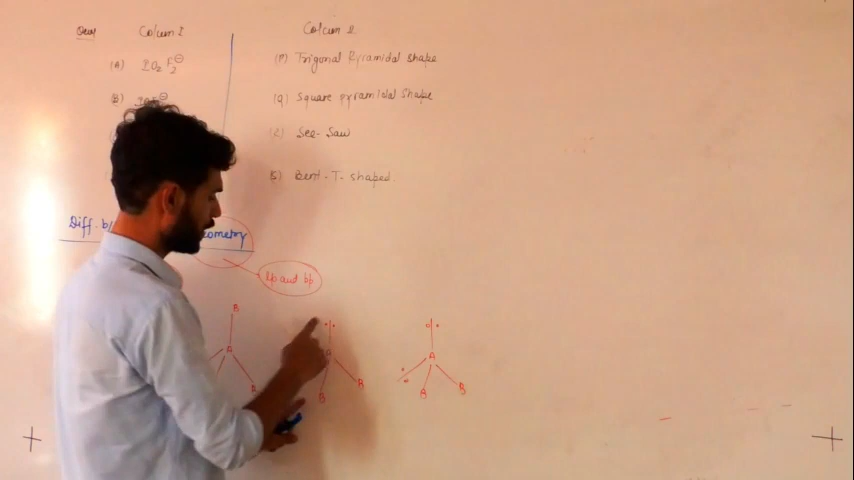 Ques Column I Column II
(A) IO2F2⊖ (P) Trigonal Pyramidal shape
(B) (Q) Square pyramidal shape
(R) See-Saw
(S) Bent-T-shaped.
Diff. b/ eometry
lp and bp
B
A A A
B B B B B